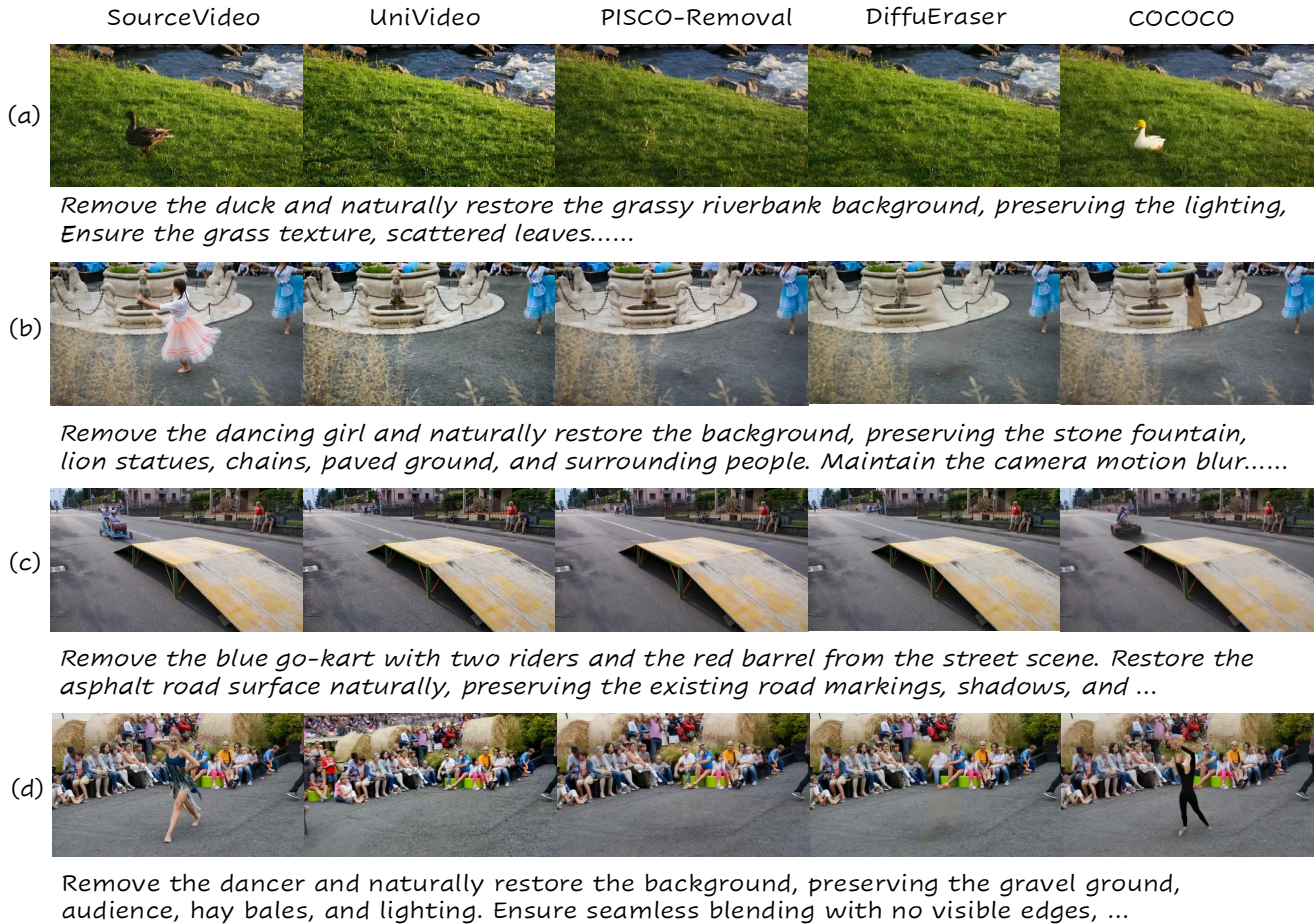 SourceVideo UniVideo PISCO-Removal DiffuEraser COCOCO
(a)
Remove the duck and naturally restore the grassy riverbank background, preserving the lighting,
Ensure the grass texture, scattered leaves......
(b)
Remove the dancing girl and naturally restore the background, preserving the stone fountain,
lion statues, chains, paved ground, and surrounding people. Maintain the camera motion blur......
(c)
Remove the blue go-kart with two riders and the red barrel from the street scene. Restore the
asphalt road surface naturally, preserving the existing road markings, shadows, and ...
(d)
Remove the dancer and naturally restore the background, preserving the gravel ground,
audience, hay bales, and lighting. Ensure seamless blending with no visible edges, ...